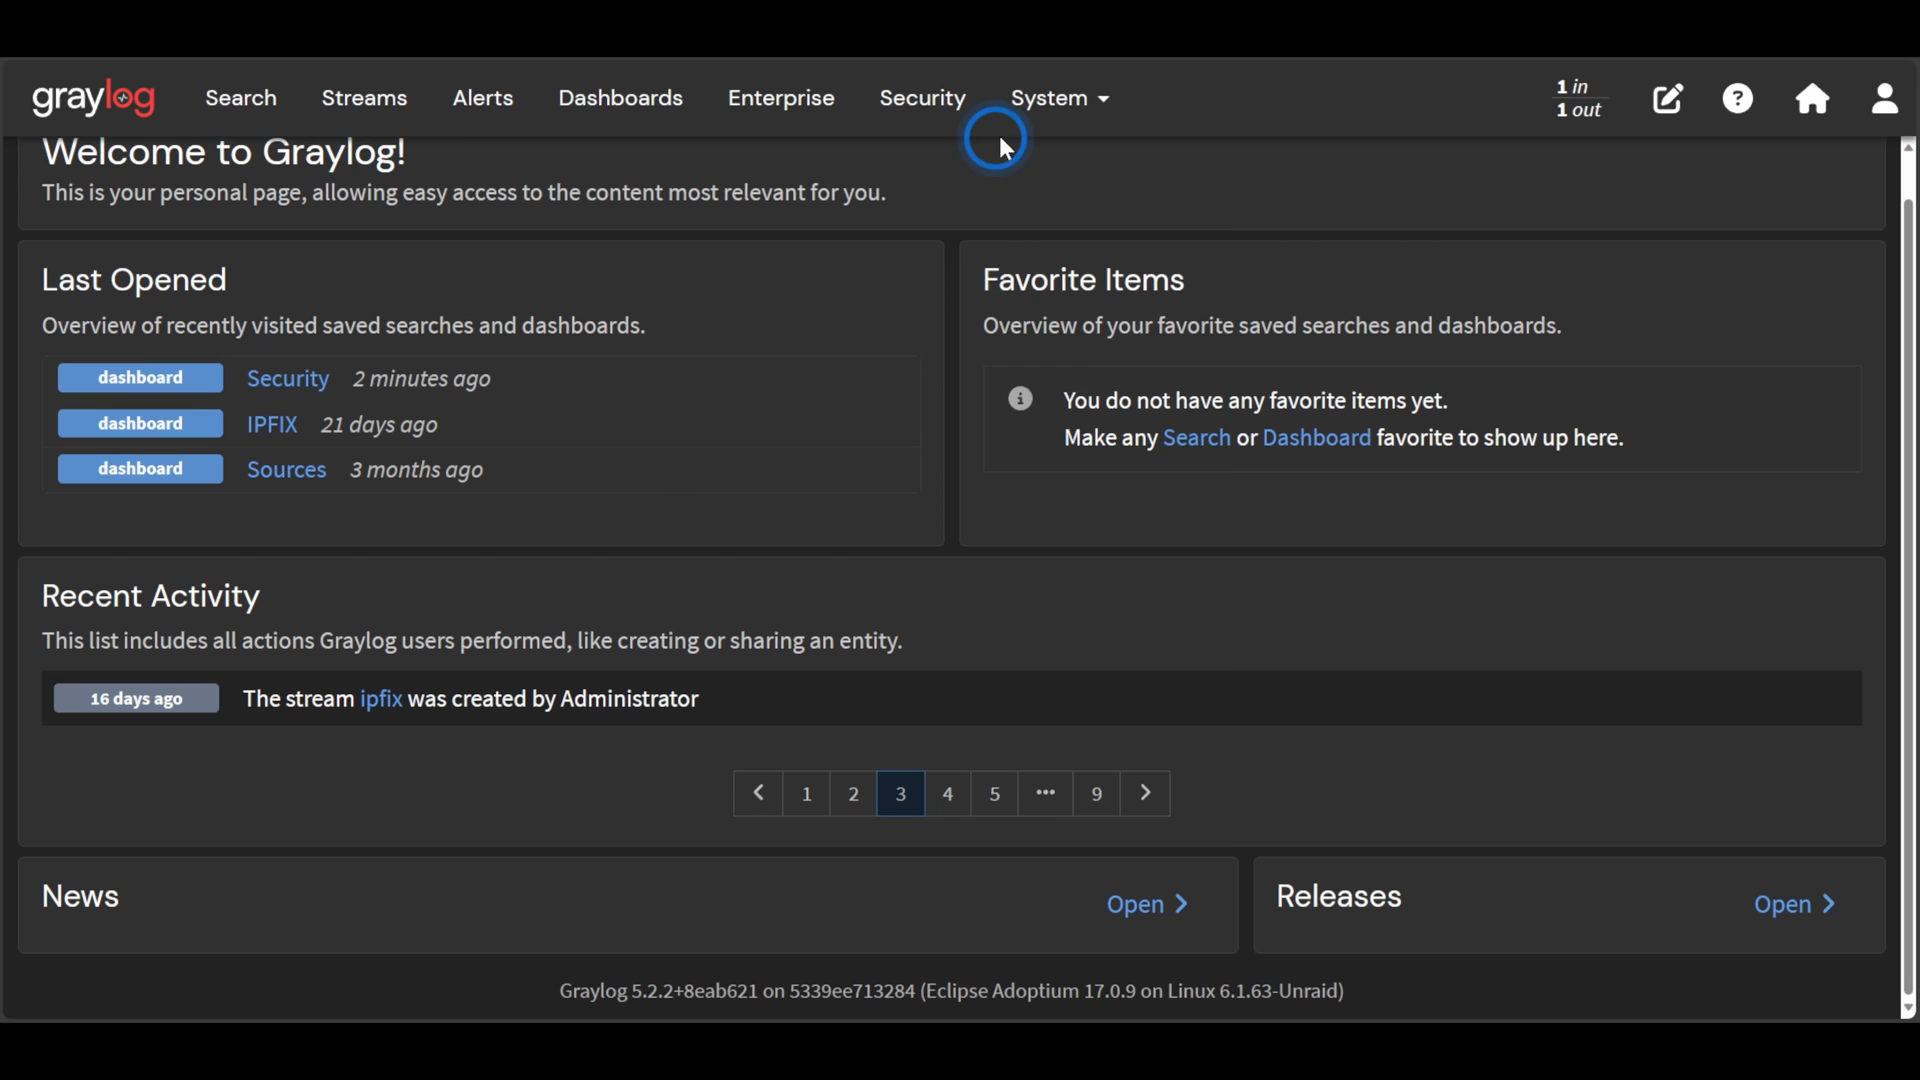 graylog Search Streams Alerts Dashboards Enterprise Security System 1 in
1 out
Welcome to Graylog!
This is your personal page, allowing easy access to the content most relevant for you.
Last Opened
Overview of recently visited saved searches and dashboards.
dashboard Security 2 minutes ago
dashboard IPFIX 21 days ago
dashboard Sources 3 months ago
Favorite Items
Overview of your favorite saved searches and dashboards.
You do not have any favorite items yet.
Make any Search or Dashboard favorite to show up here.
Recent Activity
This list includes all actions Graylog users performed, like creating or sharing an entity.
16 days ago The stream ipfix was created by Administrator
1 2 3 4 5 ••• 9
News Open
Releases Open
Graylog 5.2.2+8eab621 on 5339ee713284 (Eclipse Adoptium 17.0.9 on Linux 6.1.63-Unraid)